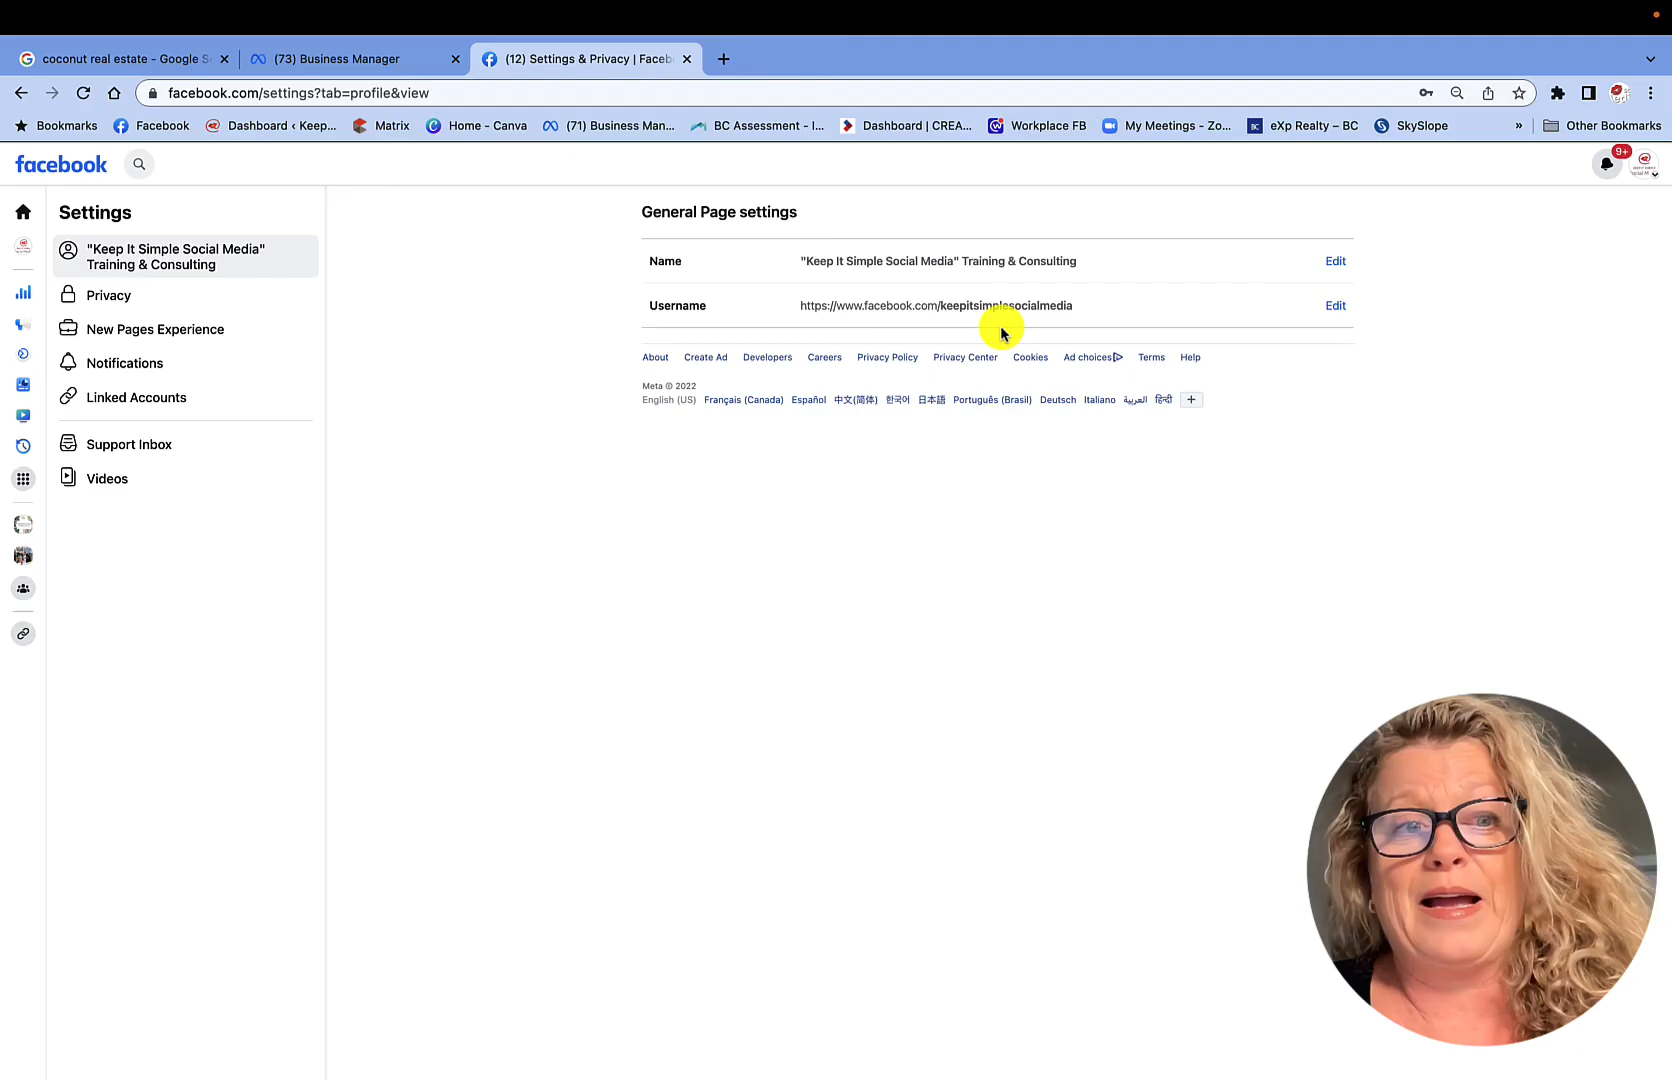 coconut real estate - Google S
(73) Business Manager
(12) Settings & Privacy | Faceb
facebook.com/settings?tab=profile&view
Bookmarks
Facebook
Dashboard ‹ Keep...
Matrix
Home - Canva
(71) Business Man...
BC Assessment - I...
Dashboard | CREA...
Workplace FB
My Meetings - Zo...
eXp Realty – BC
SkySlope
»
Other Bookmarks
facebook
9+
Settings
"Keep It Simple Social Media"
Training & Consulting
Privacy
New Pages Experience
Notifications
Linked Accounts
Support Inbox
Videos
General Page settings
Name "Keep It Simple Social Media" Training & Consulting Edit
Username https://www.facebook.com/keepitsimplesocialmedia Edit
About Create Ad Developers Careers Privacy Policy Privacy Center Cookies Ad choices Terms Help
Meta © 2022
English (US) Français (Canada) Español 中文(简体) 한국어 日本語 Português (Brasil) Deutsch Italiano العربية हिन्दी +